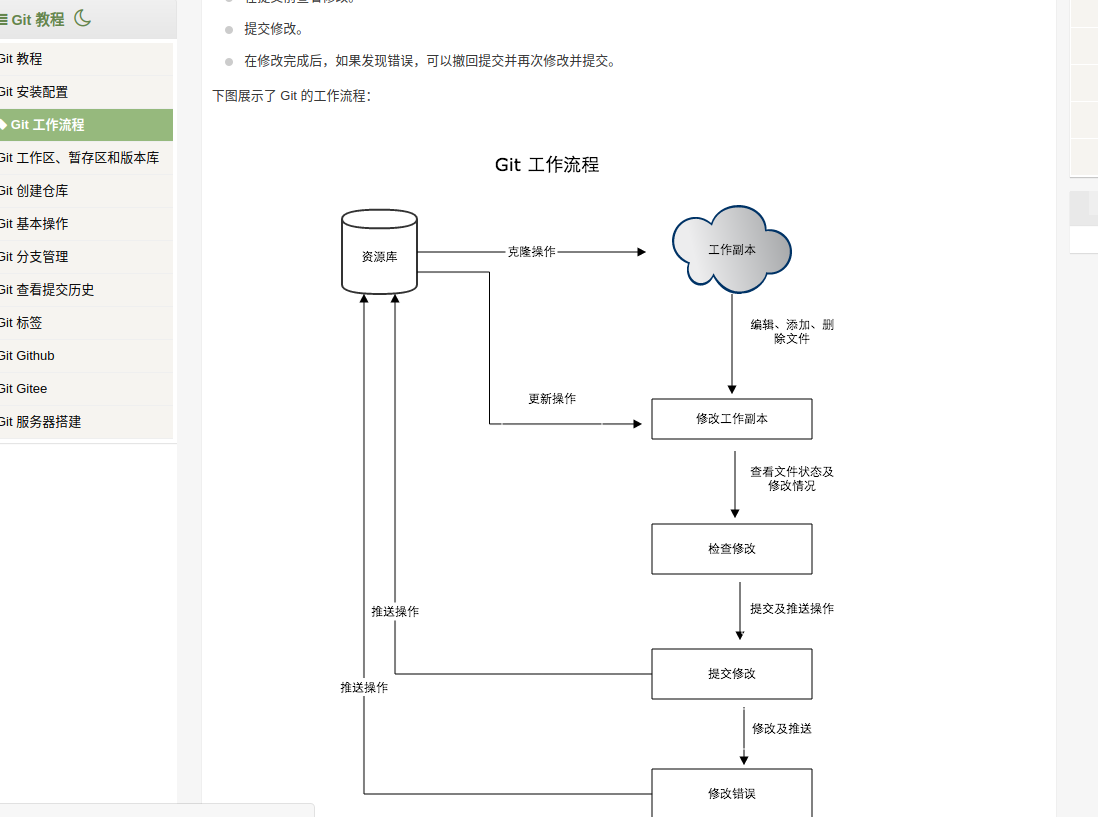 Git 教程
Git 教程
Git 安装配置
Git 工作流程
Git 工作区、暂存区和版本库
Git 创建仓库
Git 基本操作
Git 分支管理
Git 查看提交历史
Git 标签
Git Github
Git Gitee
Git 服务器搭建
在提交前查看修改。
提交修改。
在修改完成后，如果发现错误，可以撤回提交并再次修改并提交。
下图展示了 Git 的工作流程：
Git 工作流程
资源库
克隆操作
工作副本
编辑、添加、删
除文件
更新操作
修改工作副本
查看文件状态及
修改情况
检查修改
提交及推送操作
推送操作
提交修改
推送操作
修改及推送
修改错误